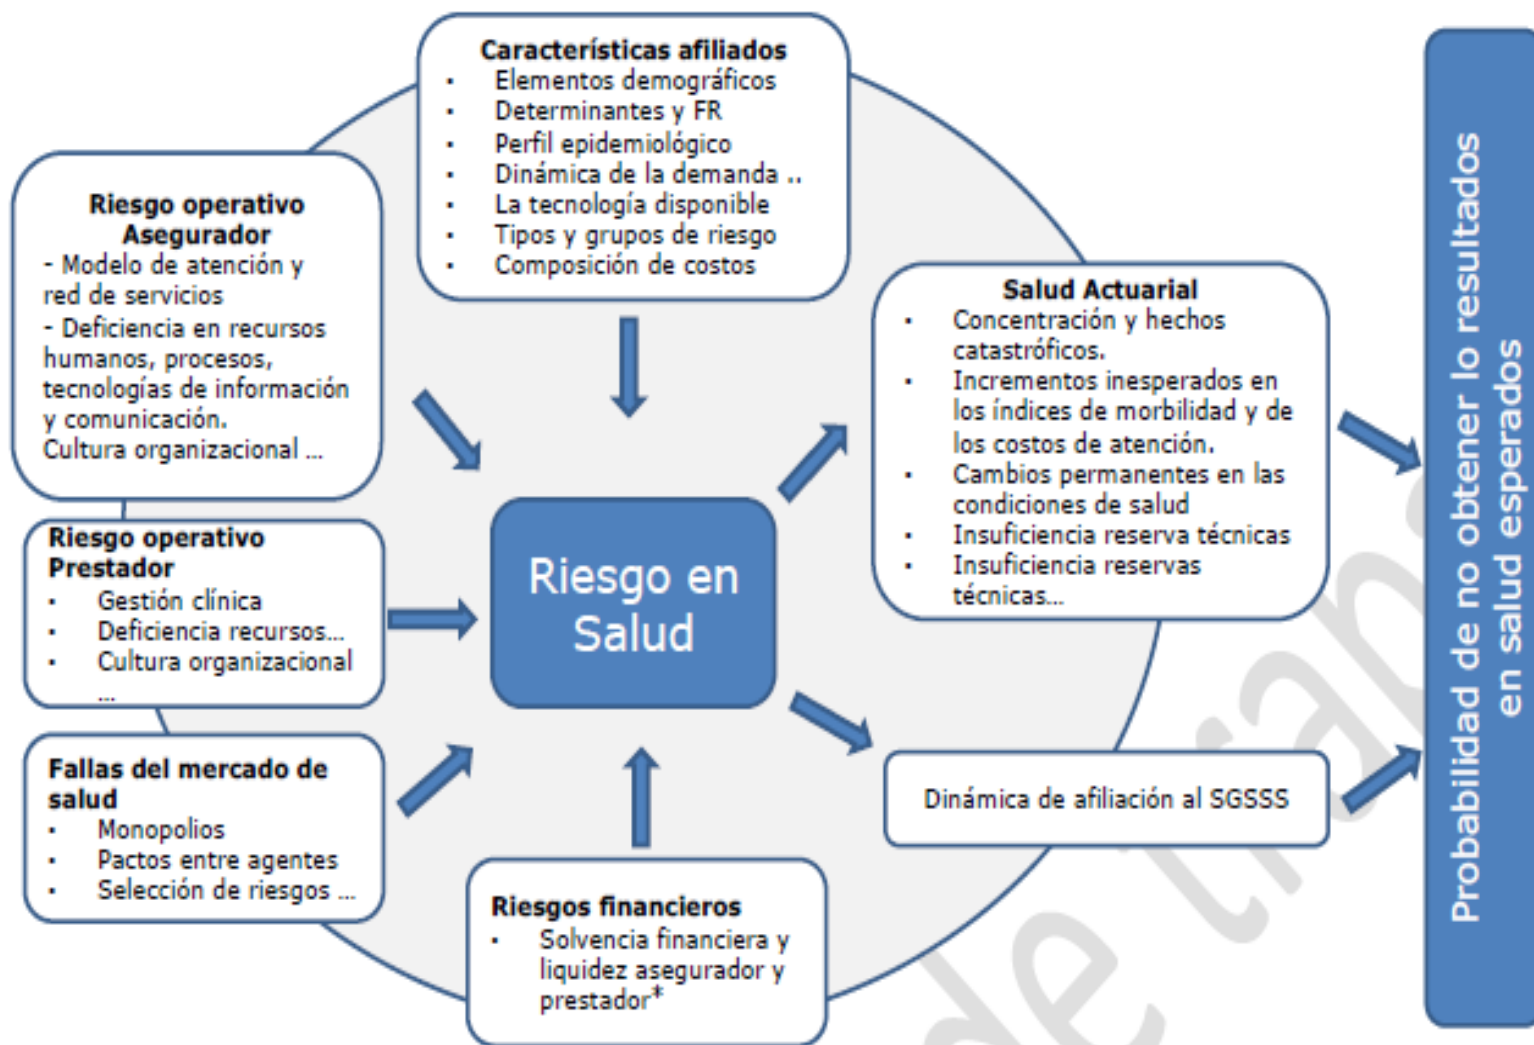 Características afiliados
· Elementos demográficos
· Determinantes y FR
· Perfil epidemiológico
· Dinámica de la demanda ..
· La tecnología disponible
· Tipos y grupos de riesgo
· Composición de costos
Riesgo operativo
Asegurador
- Modelo de atención y
red de servicios
- Deficiencia en recursos
humanos, procesos,
tecnologías de información
y comunicación.
Cultura organizacional ...
Riesgo operativo
Prestador
· Gestión clínica
· Deficiencia recursos...
· Cultura organizacional
...
Fallas del mercado de
salud
· Monopolios
· Pactos entre agentes
· Selección de riesgos ...
Riesgos financieros
· Solvencia financiera y
liquidez asegurador y
prestador*
Riesgo en
Salud
Salud Actuarial
· Concentración y hechos
catastróficos.
· Incrementos inesperados en
los índices de morbilidad y de
los costos de atención.
· Cambios permanentes en las
condiciones de salud
· Insuficiencia reserva técnicas
· Insuficiencia reservas
técnicas...
Dinámica de afiliación al SGSSS
Probabilidad de no obtener lo resultados
en salud esperados
de